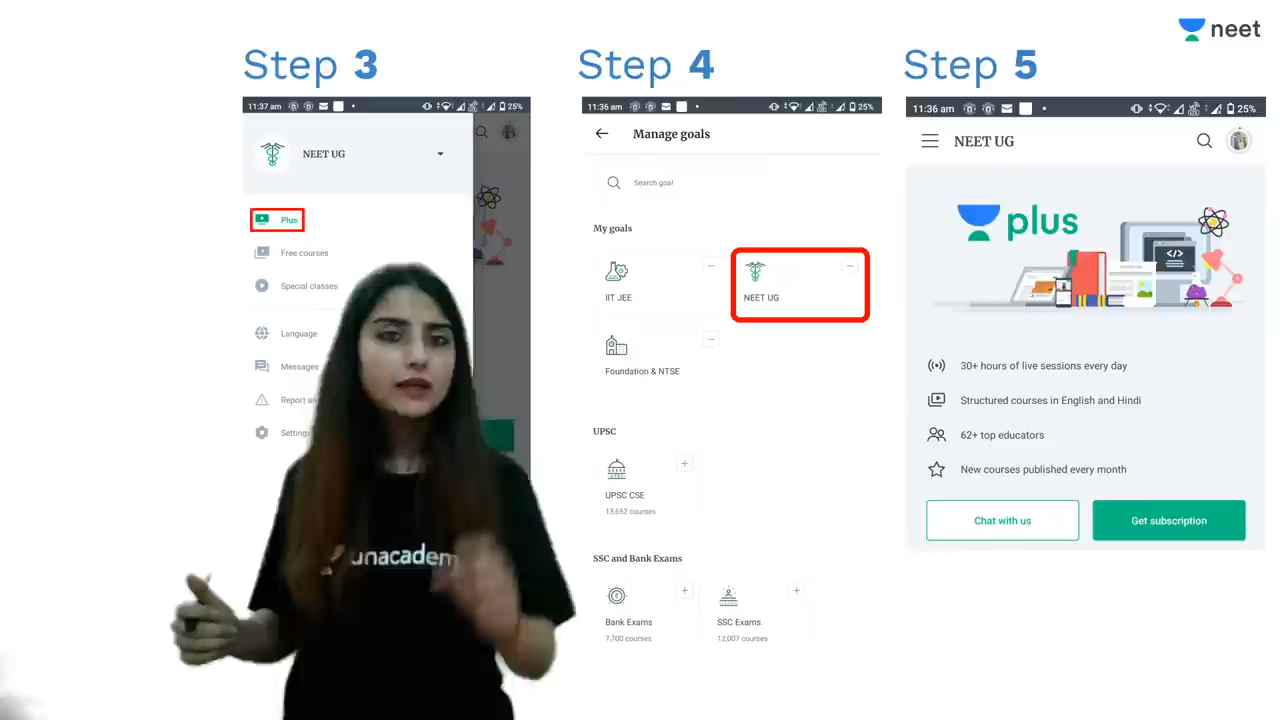 neet
Step 3
11:37 am
25%
NEET UG
Plus
Free courses
Special classes
Language
Messages
Report
Settings
unacadem
Step 4
11:36 am
25%
Manage goals
Search goal
My goals
IIT JEE
NEET UG
Foundation & NTSE
UPSC
UPSC CSE
13,652 courses
SSC and Bank Exams
Bank Exams
SSC Exams
7,700 courses
12,007 courses
Step 5
11:36 am
25%
NEET UG
plus
30+ hours of live sessions every day
Structured courses in English and Hindi
62+ top educators
New courses published every month
Chat with us
Get subscription